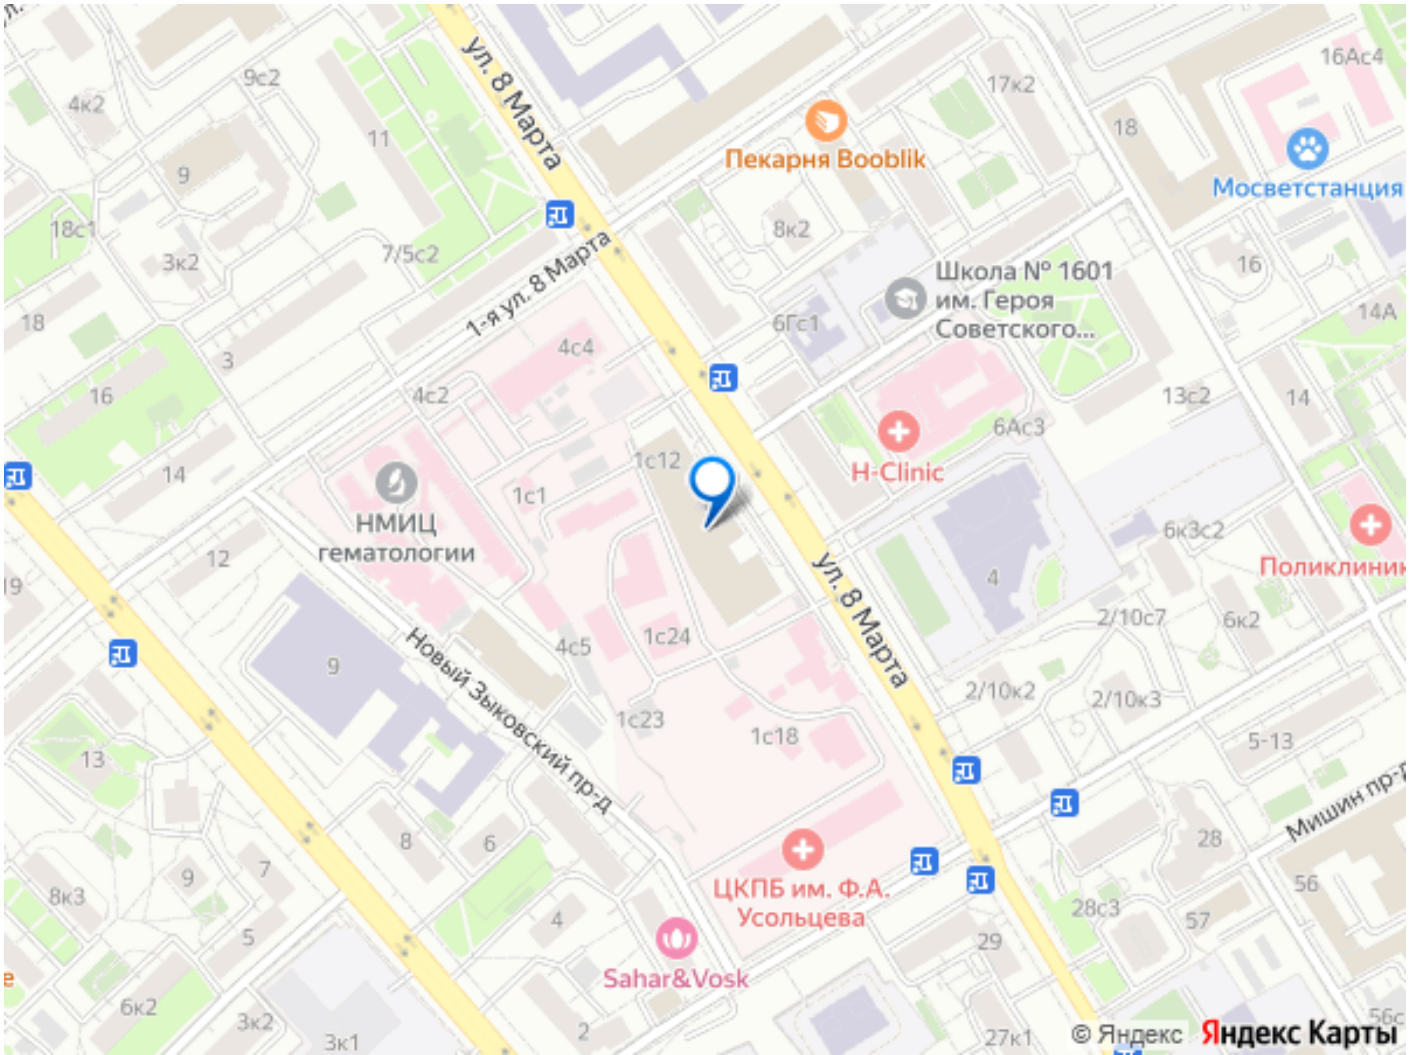 ул. 8 Марта
9с2
4к2
11
9
18с1
3к2
7/5с2
18
3
16
14
1-я ул. 8 Марта
Пекарня Booblik
17к2
18
16Ас4
Мосветстанция
8к2
16
Школа № 1601
им. Героя
Советского...
6Гс1
14А
4с4
4с2
13с2
14
6Ас3
H-Clinic
1с12
1с1
НМИЦ
гематологии
12
19
6к3с2
Поликлиник
4
ул. 8 Марта
2/10с7
6к2
4с5
1с24
9
Новый Зыковский пр-д
2/10к2
2/10к3
1с23
1с18
5-13
13
Мишин пр-д
8
6
28
ЦКПБ им. Ф.А.
Усольцева
7
9
8к3
56
28с3
57
4
5
29
Sahar&Vosk
е
6к2
3к2
3к1
2
27к1
56с
© Яндекс
Яндекс Карты